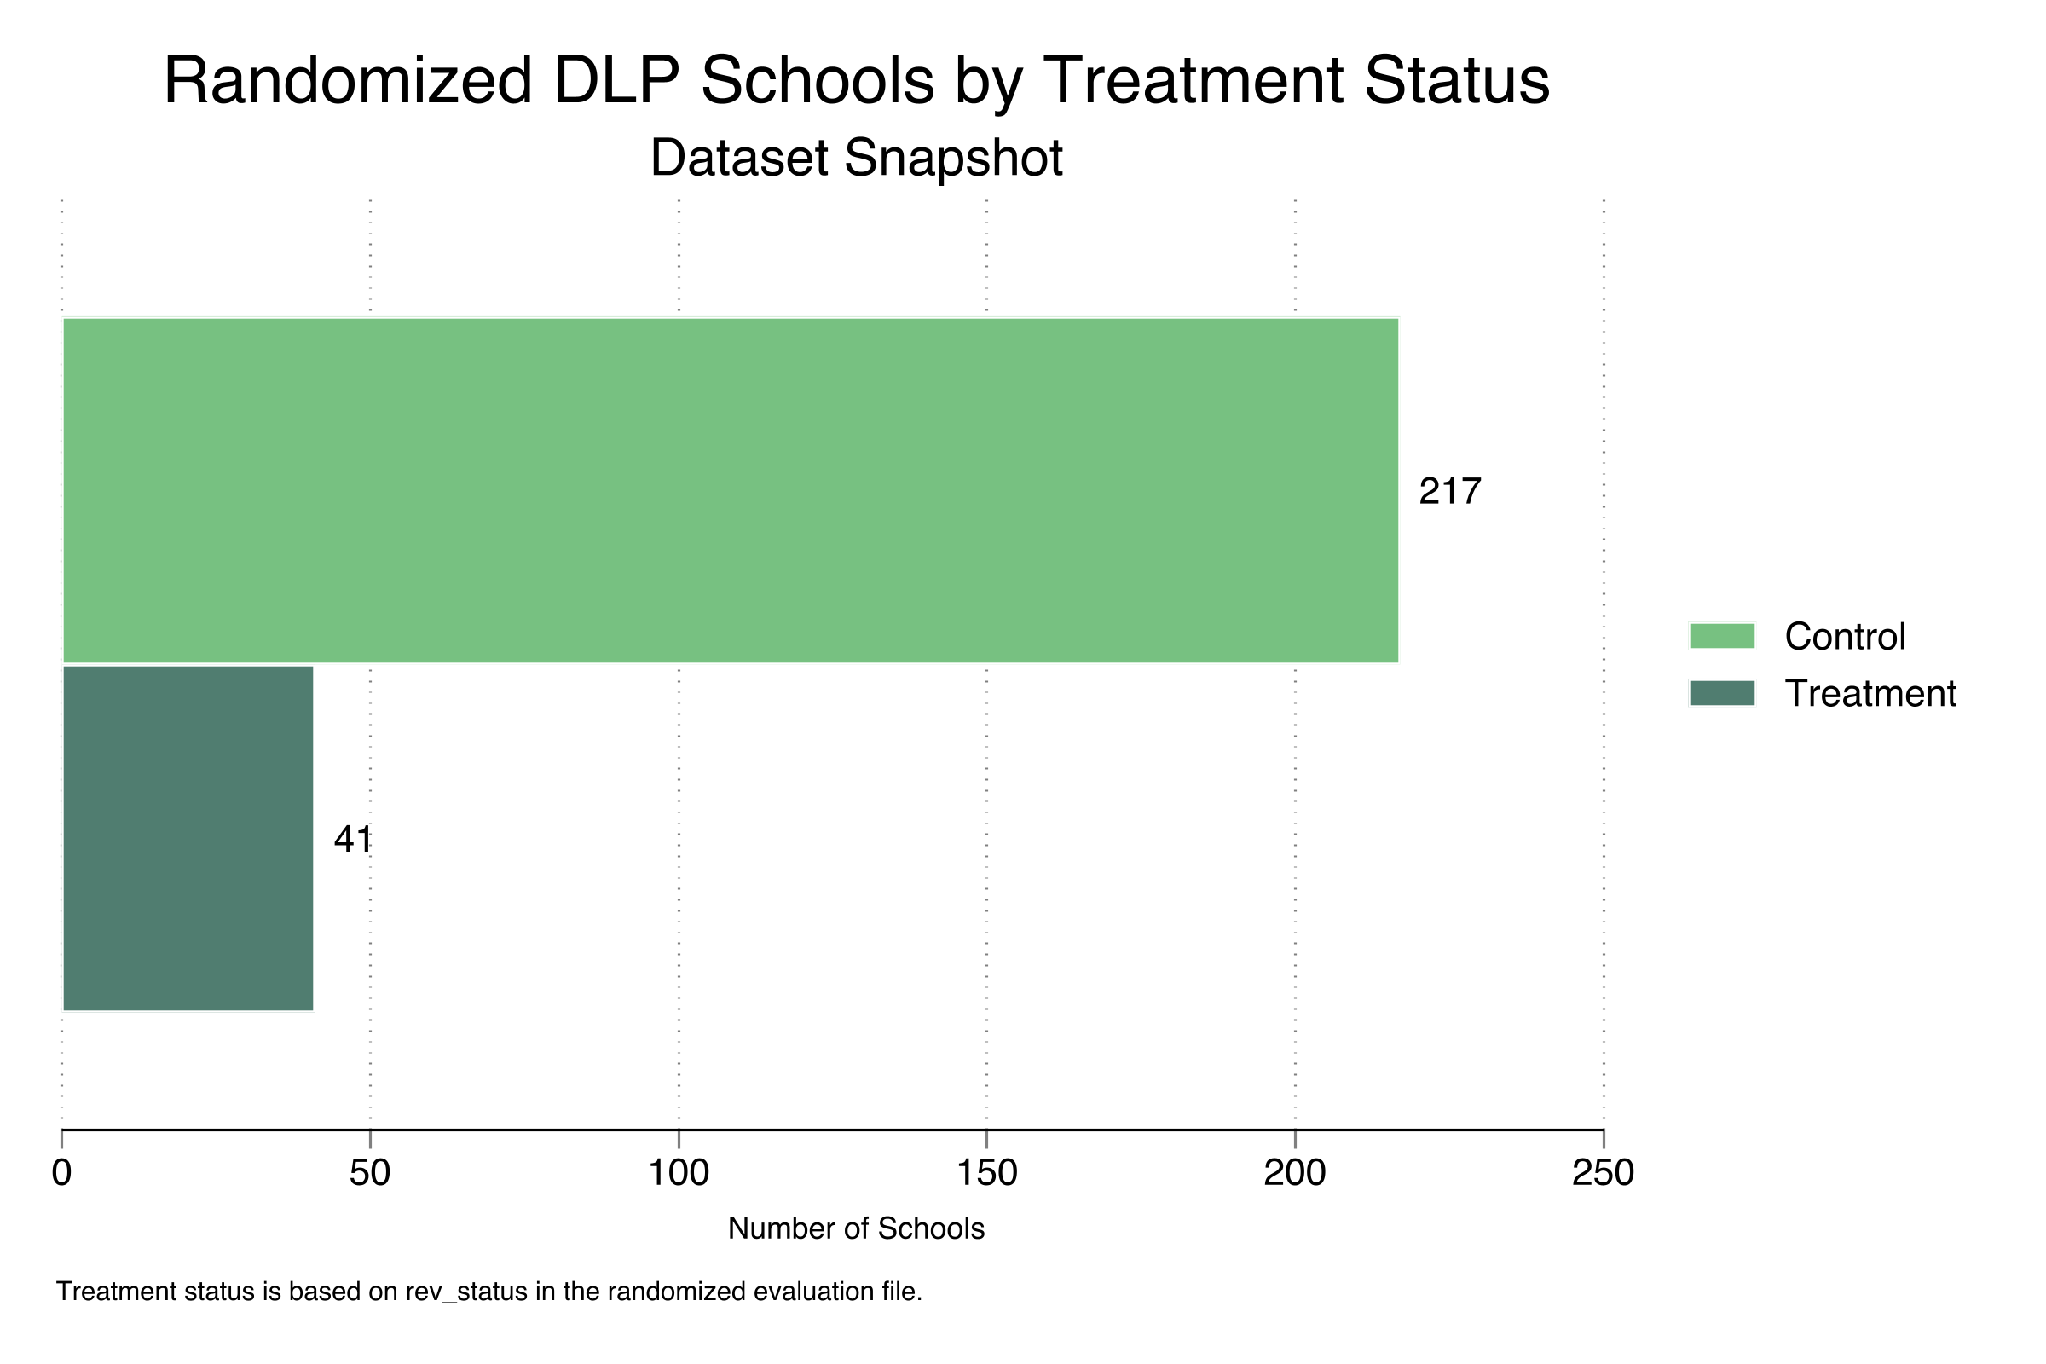 Randomized DLP Schools by Treatment Status
Dataset Snapshot
217
Control
Treatment
41
0 50 100 150 200 250
Number of Schools
Treatment status is based on rev_status in the randomized evaluation file.